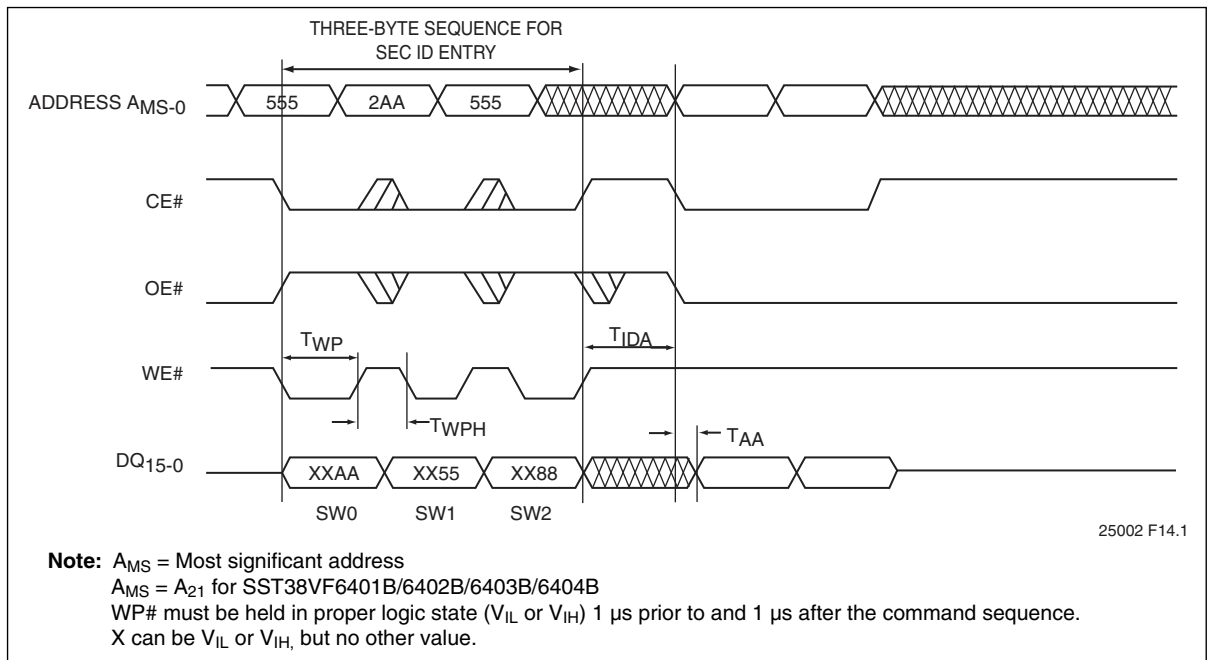 THREE-BYTE SEQUENCE FOR
SEC ID ENTRY
ADDRESS AMS-0
555 2AA 555
CE#
OE#
TWP TIDA
WE#
TWPH TAA
DQ15-0
XXAA XX55 XX88
SW0 SW1 SW2
25002 F14.1
Note: AMS = Most significant address
AMS = A21 for SST38VF6401B/6402B/6403B/6404B
WP# must be held in proper logic state (VIL or VIH) 1 µs prior to and 1 µs after the command sequence.
X can be VIL or VIH, but no other value.